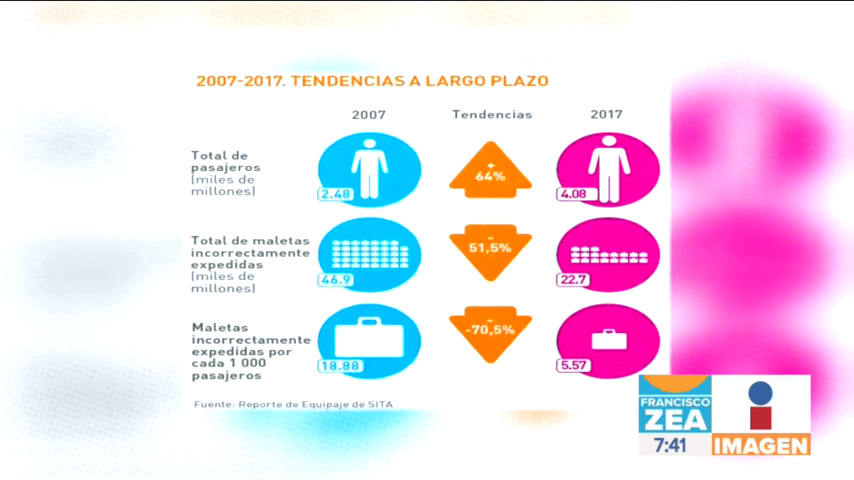 2007-2017. TENDENCIAS A LARGO PLAZO
2007 Tendencias 2017
Total de
pasajeros
(miles de
millones)
2.48
+
64%
4.08
Total de maletas
incorrectamente
expedidas
(miles de
millones)
46.9
-
51,5%
22.7
Maletas
incorrectamente
expedidas por
cada 1 000
pasajeros
18.88
-
-70,5%
5.57
Fuente: Reporte de Equipaje de SITA
FRANCISCO
ZEA
7:41
IMAGEN